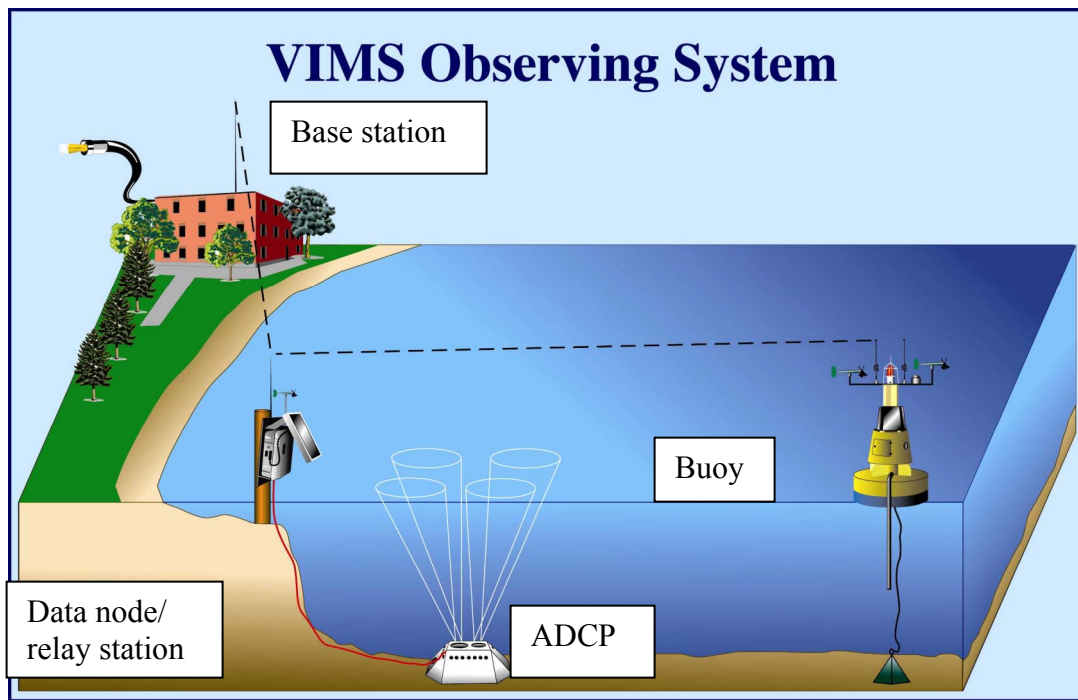 VIMS Observing System
Base station
Buoy
Data node/
relay station
ADCP